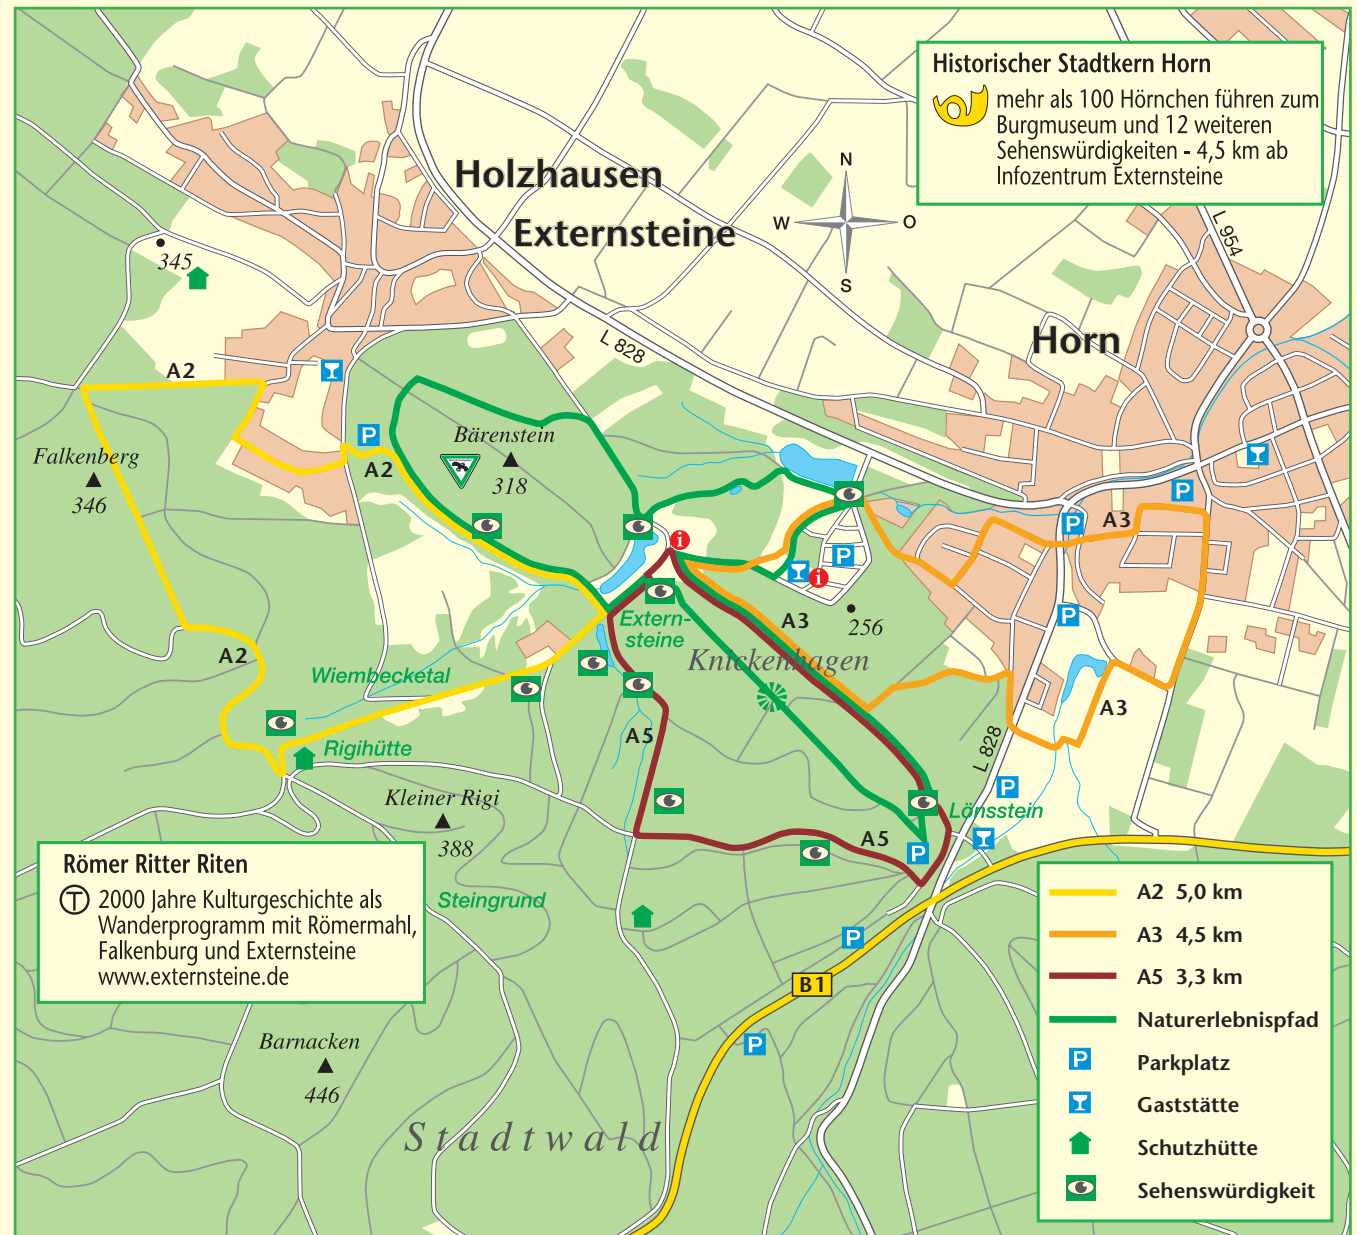 Historischer Stadtkern Horn
mehr als 100 Hörnchen führen zum
Burgmuseum und 12 weiteren
Sehenswürdigkeiten - 4,5 km ab
Infozentrum Externsteine
Holzhausen
Externsteine
N
W
O
S
L 954
345
L 828
Horn
A2
Falkenberg
346
P
A2
Bärenstein
318
P
P
A3
i
P
i
Extern-
steine
A3
256
P
Knickenhagen
A2
Wiembecketal
Rigihütte
A5
A3
L 828
Kleiner Rigi
388
P
Lönsstein
A5
P
Steingrund
Römer Ritter Riten
T 2000 Jahre Kulturgeschichte als
Wanderprogramm mit Römermahl,
Falkenburg und Externsteine
www.externsteine.de
P
B1
P
Barnacken
446
Stadtwald
A2 5,0 km
A3 4,5 km
A5 3,3 km
Naturerlebnispfad
P Parkplatz
Gaststätte
Schutzhütte
Sehenswürdigkeit